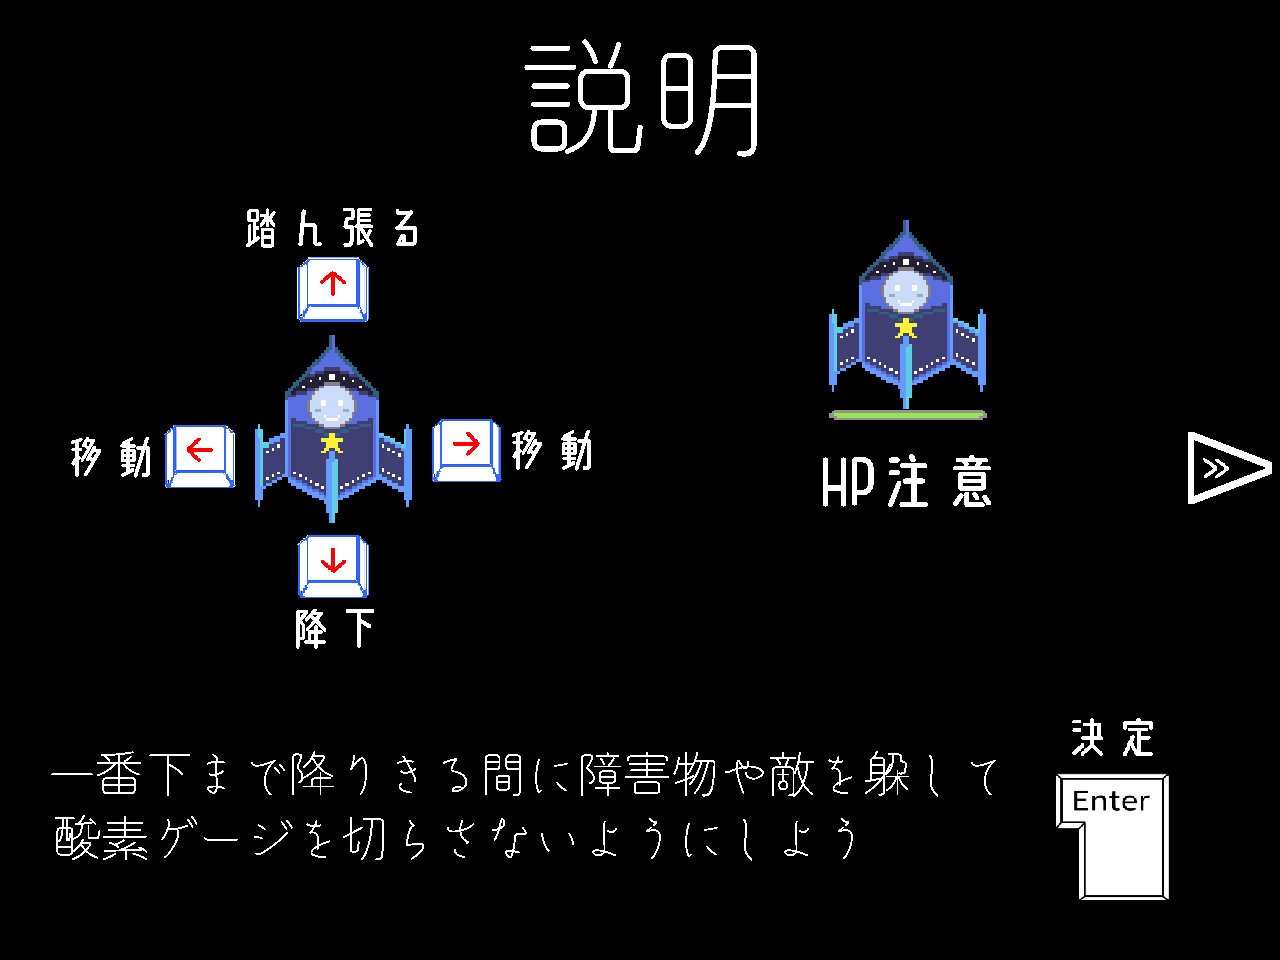 説明
踏ん張る
↑
移動 ← → 移動
HP注意
↓
降下
決定
Enter
一番下まで降りきる間に障害物や敵を躱して
酸素ゲージを切らさないようにしよう